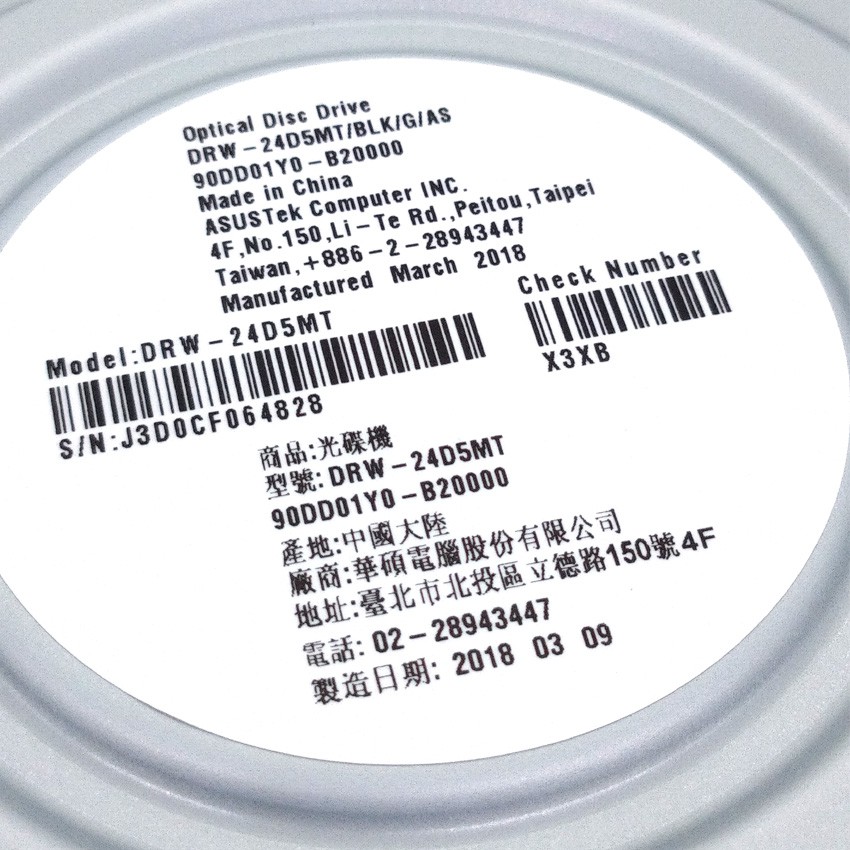 Optical Disc Drive
DRW-24D5MT/BLK/G/AS
90DD01Y0-B20000
Made in China
ASUSTek Computer INC.
4F,No.150,Li-Te Rd.,Peitou,Taipei
Taiwan,+886-2-28943447
Manufactured March 2018
Check Number
X3XB
Model:DRW-24D5MT
S/N:J3D0CF064828
商品:光碟機
型號:DRW-24D5MT
90DD01Y0-B20000
產地:中國大陸
廠商:華碩電腦股份有限公司
地址:臺北市北投區立德路150號4F
電話:02-28943447
製造日期:2018 03 09